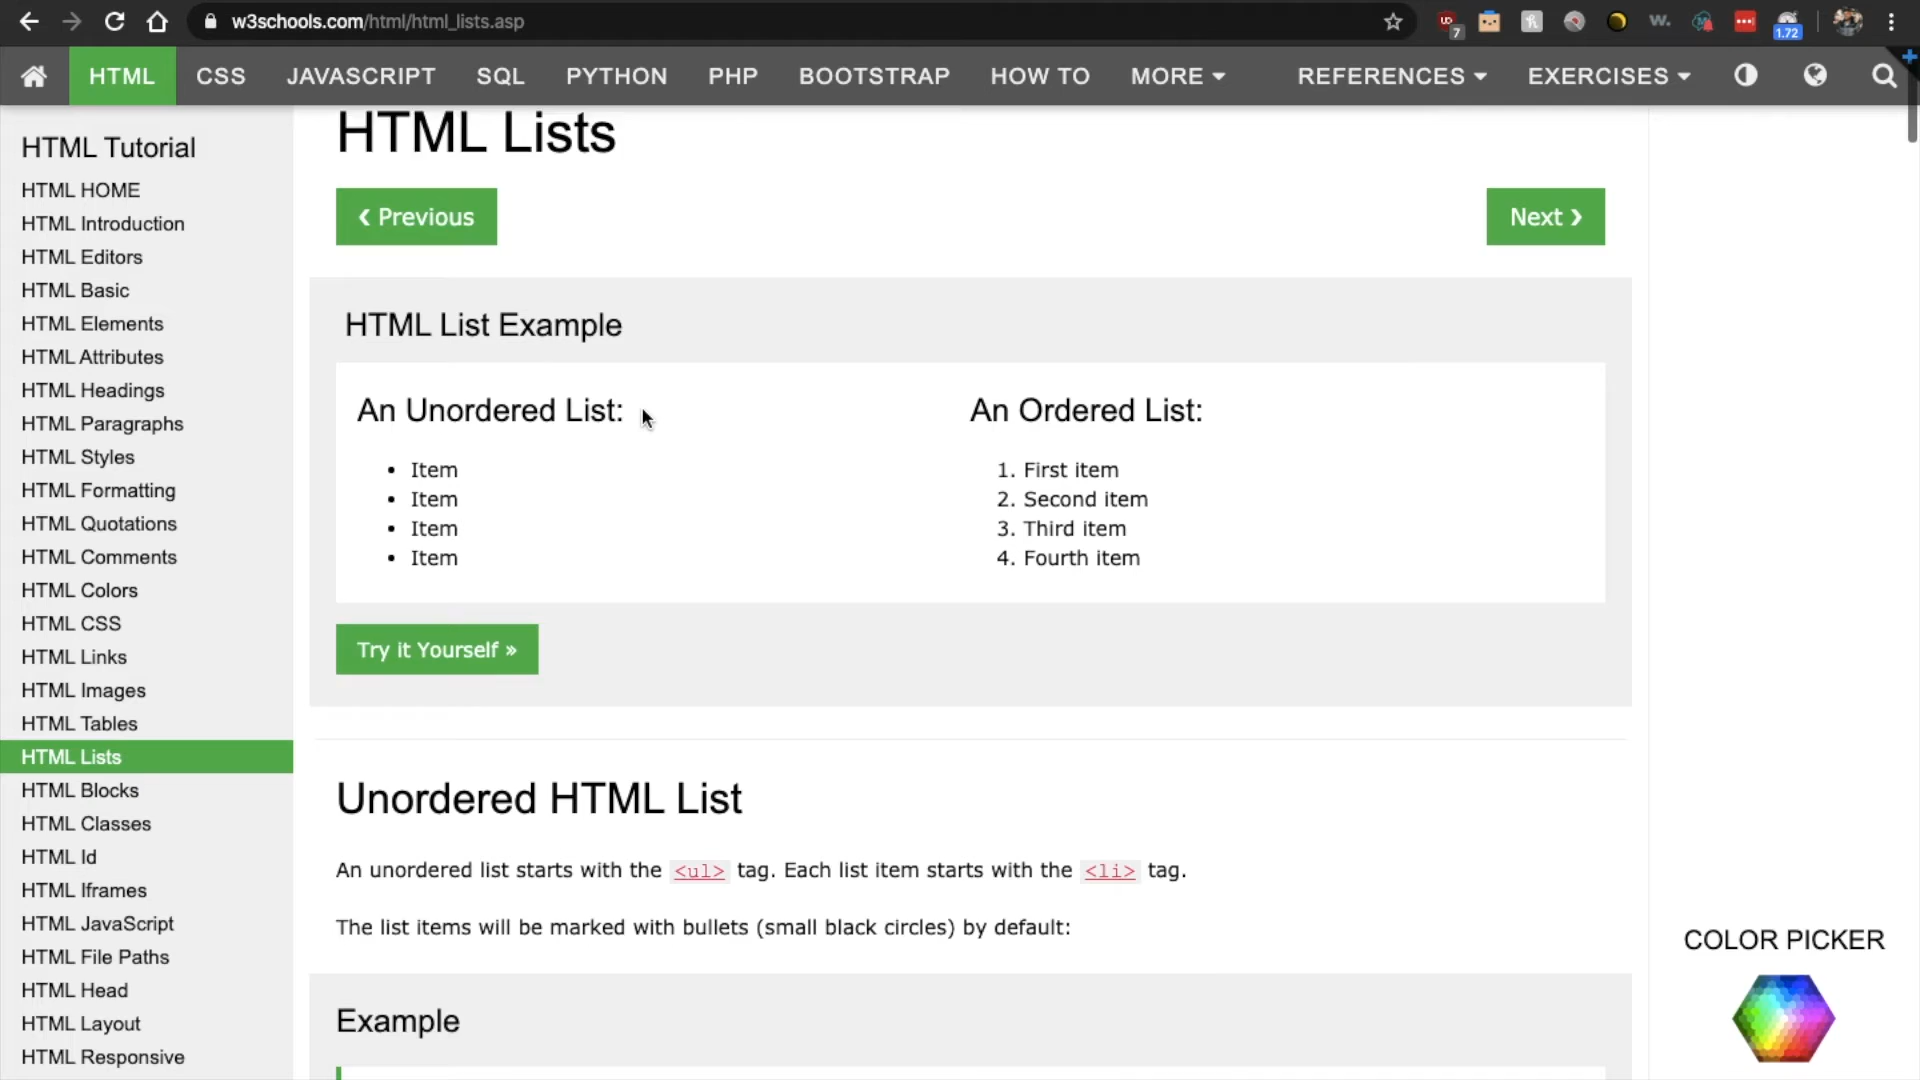 w3schools.com/html/html_lists.asp
7
1.72
HTML CSS JAVASCRIPT SQL PYTHON PHP BOOTSTRAP HOW TO MORE REFERENCES EXERCISES
HTML Tutorial
HTML HOME
HTML Introduction
HTML Editors
HTML Basic
HTML Elements
HTML Attributes
HTML Headings
HTML Paragraphs
HTML Styles
HTML Formatting
HTML Quotations
HTML Comments
HTML Colors
HTML CSS
HTML Links
HTML Images
HTML Tables
HTML Lists
HTML Blocks
HTML Classes
HTML Id
HTML Iframes
HTML JavaScript
HTML File Paths
HTML Head
HTML Layout
HTML Responsive
HTML Lists
❮ Previous
Next ❯
HTML List Example
An Unordered List:
• Item
• Item
• Item
• Item
An Ordered List:
1. First item
2. Second item
3. Third item
4. Fourth item
Try it Yourself »
Unordered HTML List
An unordered list starts with the <ul> tag. Each list item starts with the <li> tag.
The list items will be marked with bullets (small black circles) by default:
Example
COLOR PICKER